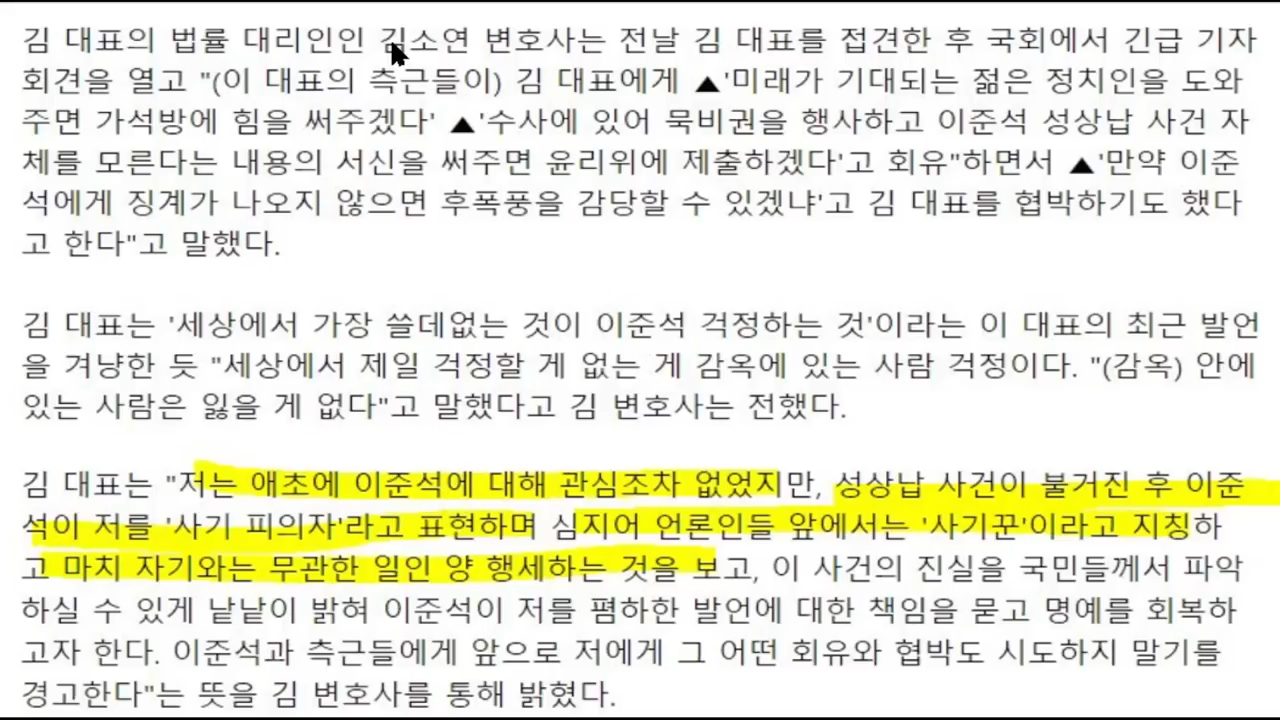 김 대표의 법률 대리인인 김소연 변호사는 전날 김 대표를 접견한 후 국회에서 긴급 기자
회견을 열고 "(이 대표의 측근들이) 김 대표에게 ▲'미래가 기대되는 젊은 정치인을 도와
주면 가석방에 힘을 써주겠다' ▲'수사에 있어 묵비권을 행사하고 이준석 성상납 사건 자
체를 모른다는 내용의 서신을 써주면 윤리위에 제출하겠다'고 회유"하면서 ▲'만약 이준
석에게 징계가 나오지 않으면 후폭풍을 감당할 수 있겠냐'고 김 대표를 협박하기도 했다
고 한다"고 말했다.
김 대표는 '세상에서 가장 쓸데없는 것이 이준석 걱정하는 것'이라는 이 대표의 최근 발언
을 겨냥한 듯 "세상에서 제일 걱정할 게 없는 게 감옥에 있는 사람 걱정이다. "(감옥) 안에
있는 사람은 잃을 게 없다"고 말했다고 김 변호사는 전했다.
김 대표는 "저는 애초에 이준석에 대해 관심조차 없었지만, 성상납 사건이 불거진 후 이준
석이 저를 '사기 피의자'라고 표현하며 심지어 언론인들 앞에서는 '사기꾼'이라고 지칭하
고 마치 자기와는 무관한 일인 양 행세하는 것을 보고, 이 사건의 진실을 국민들께서 파악
하실 수 있게 낱낱이 밝혀 이준석이 저를 폄하한 발언에 대한 책임을 묻고 명예를 회복하
고자 한다. 이준석과 측근들에게 앞으로 저에게 그 어떤 회유와 협박도 시도하지 말기를
경고한다"는 뜻을 김 변호사를 통해 밝혔다.